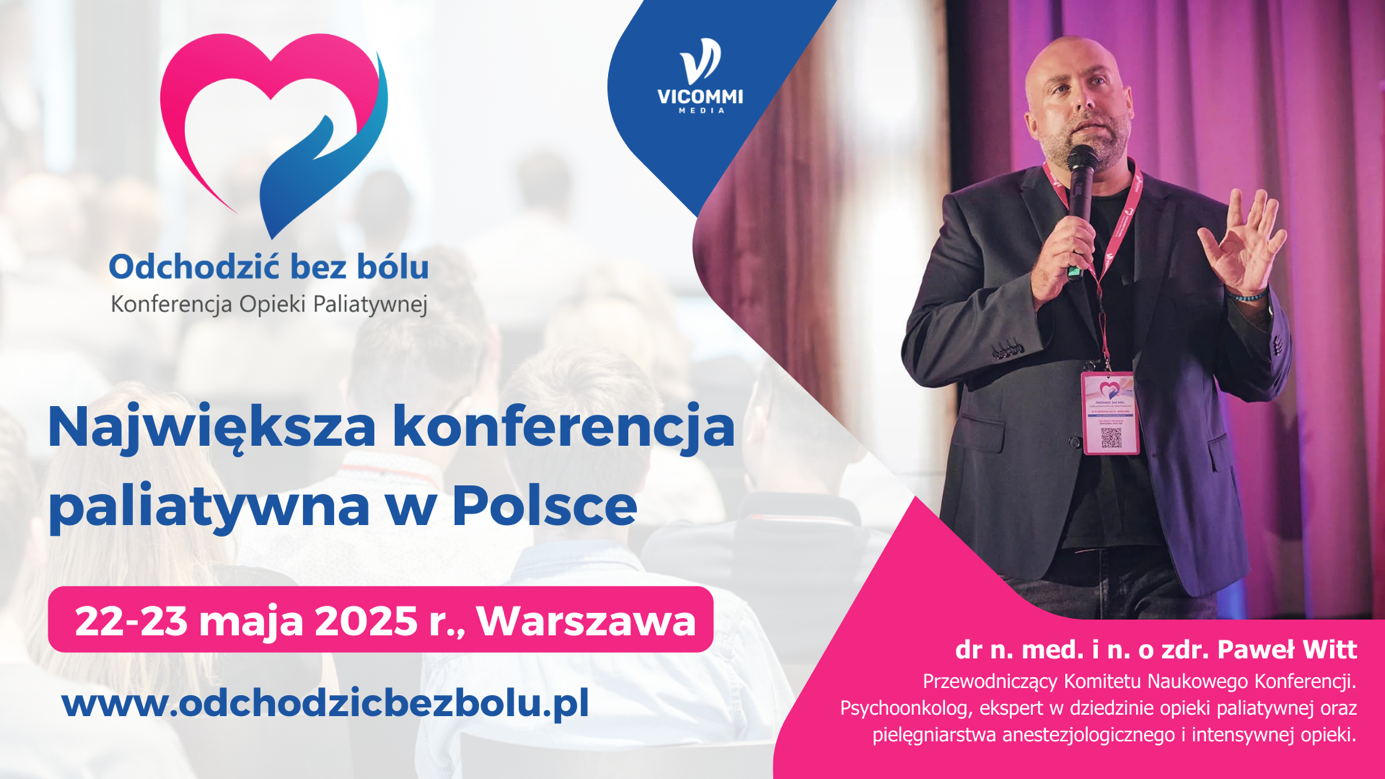 VICOMMI
MEDIA
Odchodzić bez bólu
Konferencja Opieki Paliatywnej
Największa konferencja
paliatywna w Polsce
22-23 maja 2025 r., Warszawa
www.odchodzicbezbolu.pl
dr n. med. i n. o zdr. Paweł Witt
Przewodniczący Komitetu Naukowego Konferencji.
Psychoonkolog, ekspert w dziedzinie opieki paliatywnej oraz
pielęgniarstwa anestezjologicznego i intensywnej opieki.